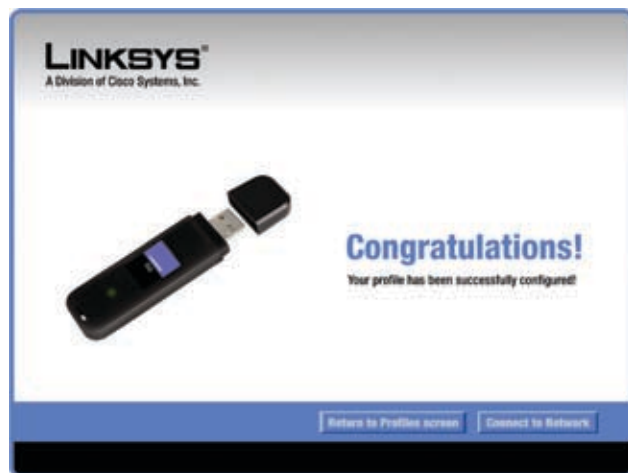 LINKSYS®
A Division of Cisco Systems, Inc.
Congratulations!
Your profile has been successfully configured!
Return to Profiles screen
Connect to Network